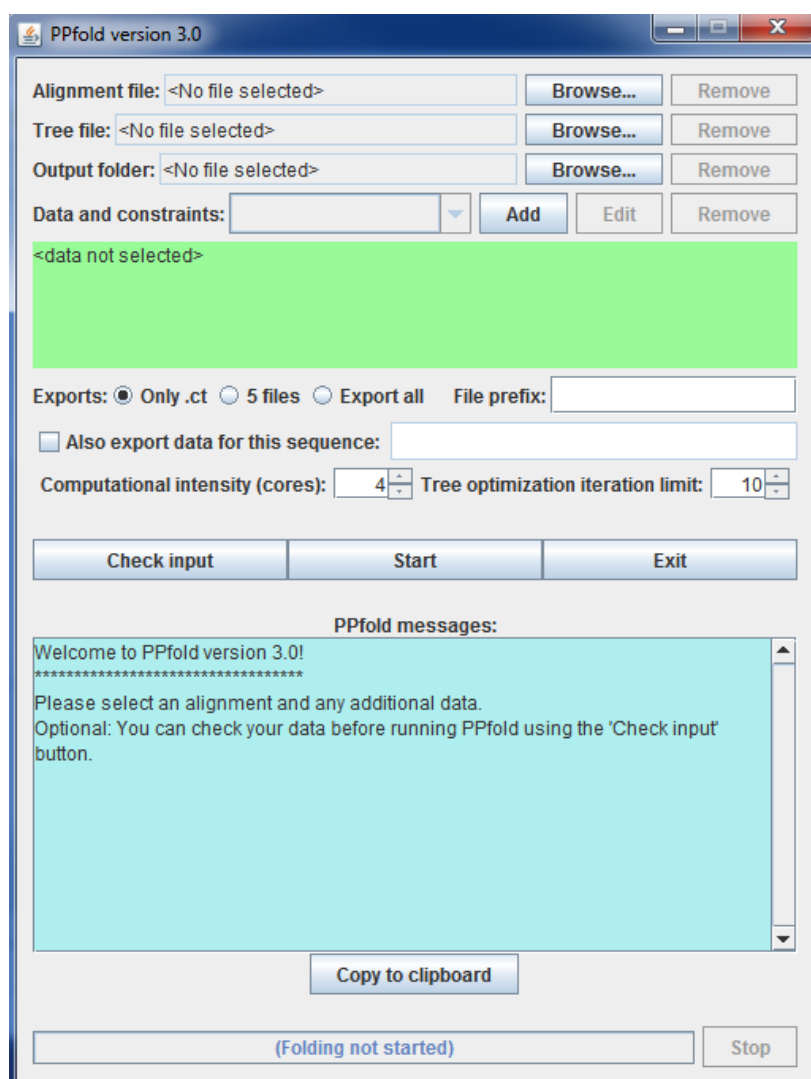 PPfold version 3.0
Alignment file: <No file selected> Browse... Remove
Tree file: <No file selected> Browse... Remove
Output folder: <No file selected> Browse... Remove
Data and constraints: Add Edit Remove
<data not selected>
Exports: Only .ct 5 files Export all File prefix:
Also export data for this sequence:
Computational intensity (cores): 4 Tree optimization iteration limit: 10
Check input Start Exit
PPfold messages:
Welcome to PPfold version 3.0!
**********************************
Please select an alignment and any additional data.
Optional: You can check your data before running PPfold using the 'Check input'
button.
Copy to clipboard
(Folding not started) Stop